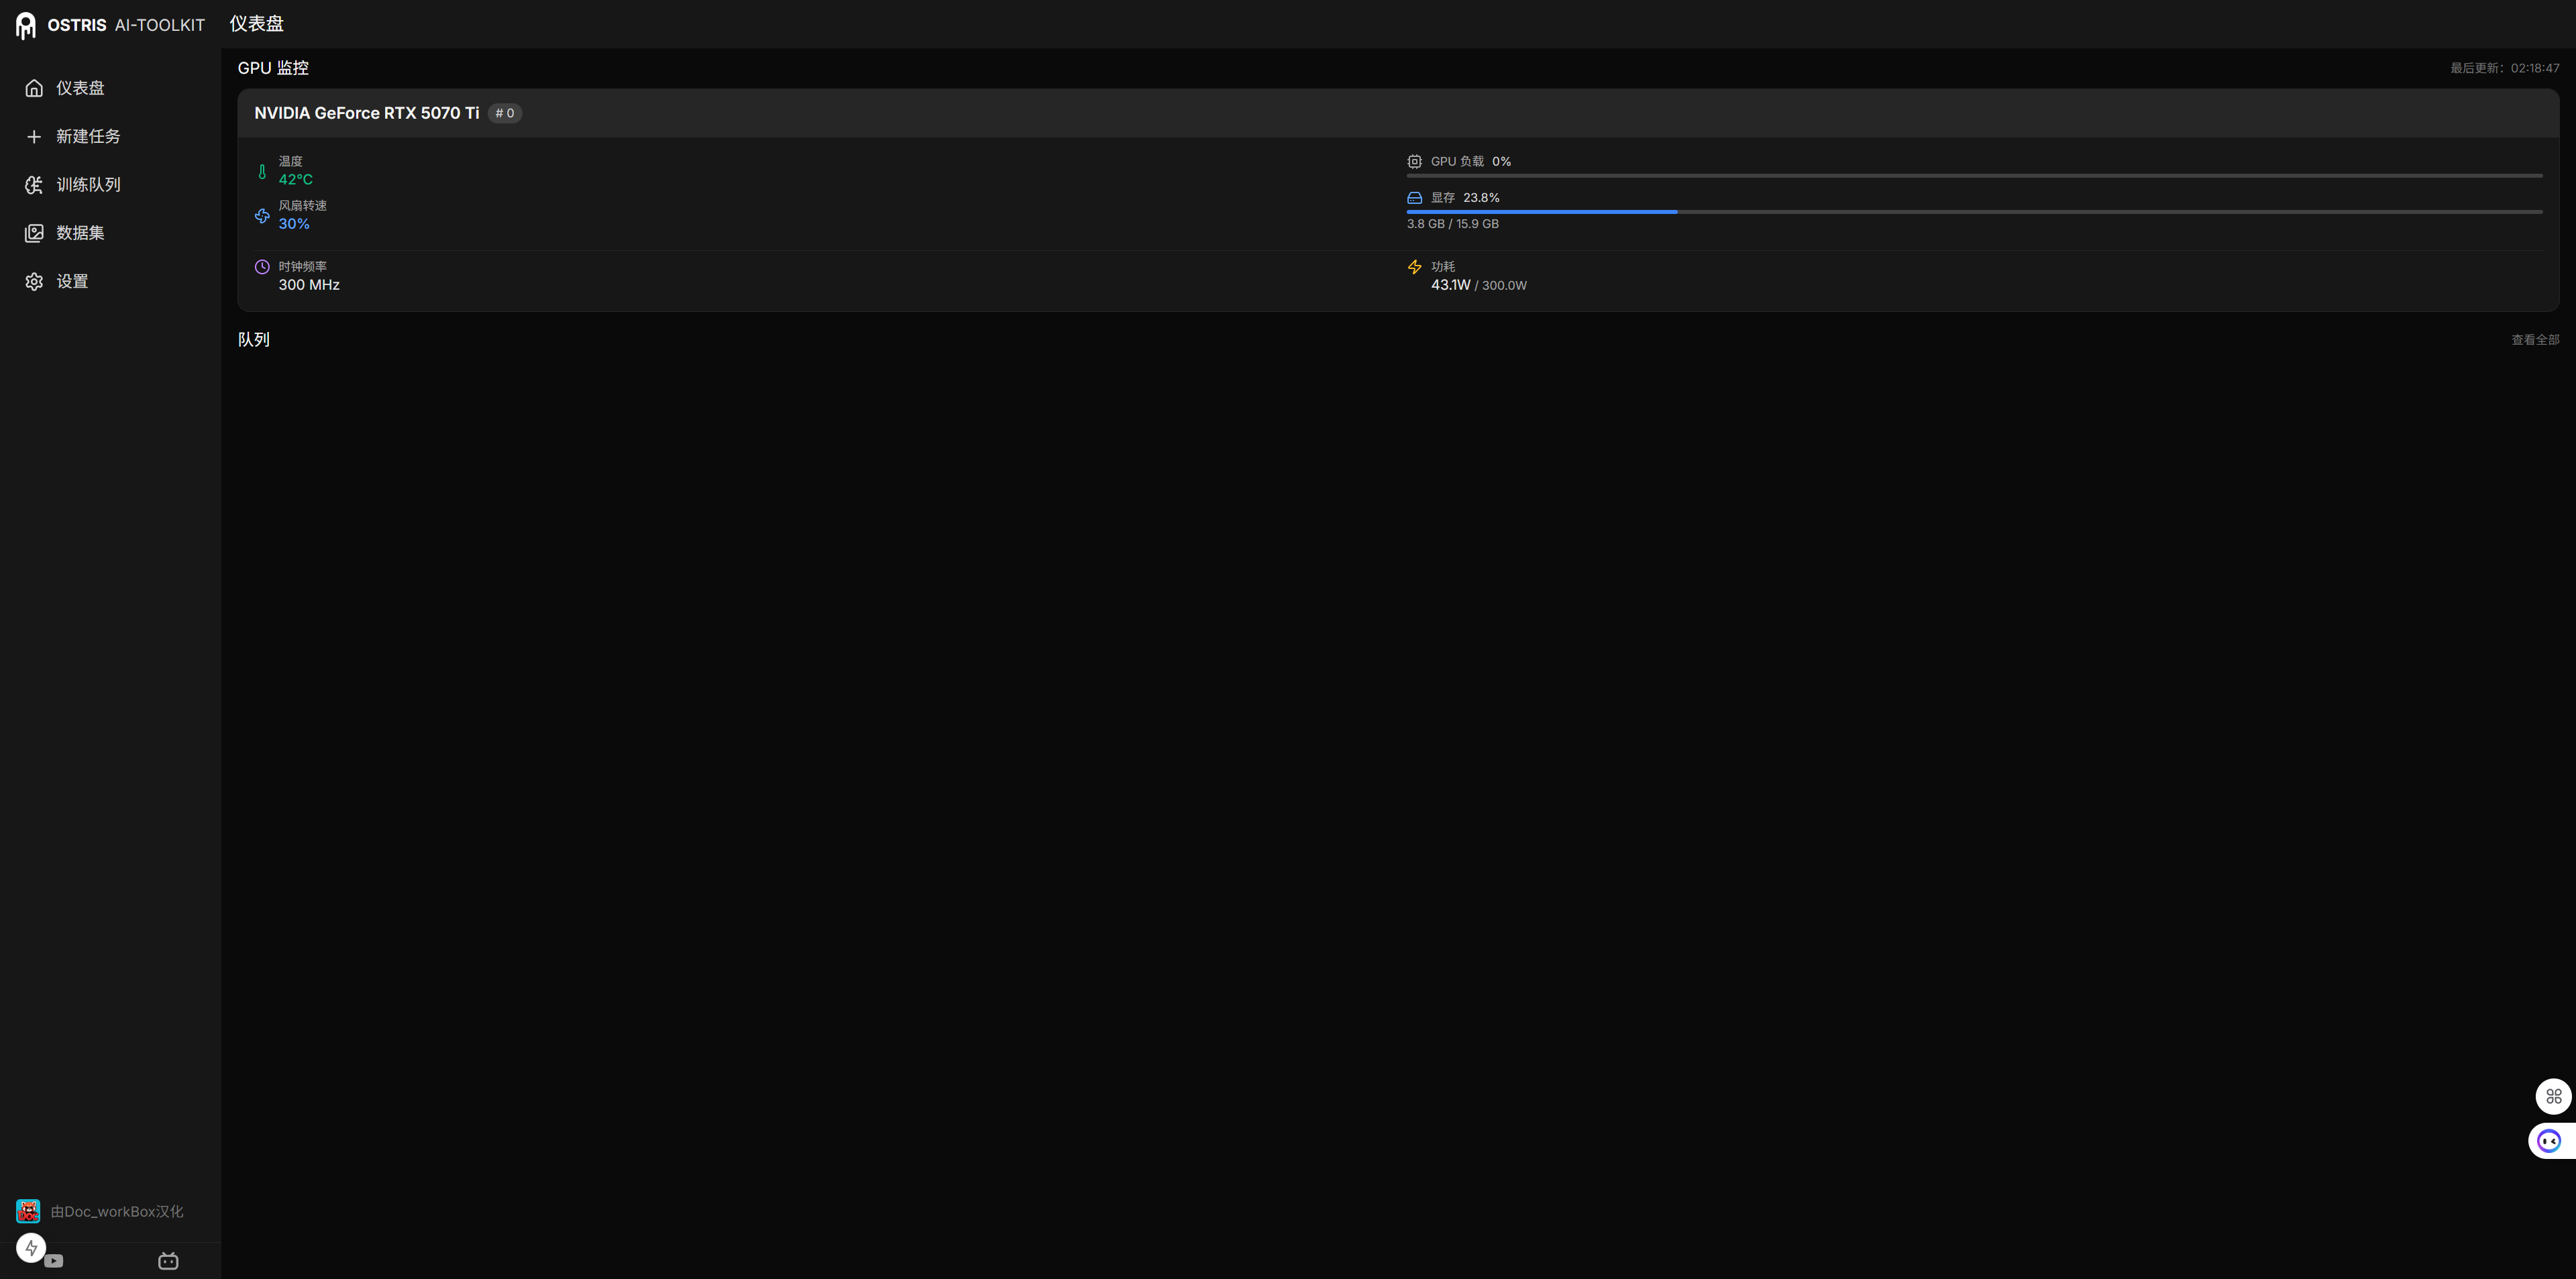 OSTRIS AI-TOOLKIT
仪表盘
仪表盘
新建任务
训练队列
数据集
设置
GPU 监控
最后更新：02:18:47
NVIDIA GeForce RTX 5070 Ti # 0
温度
42°C
风扇转速
30%
GPU 负载 0%
显存 23.8%
3.8 GB / 15.9 GB
时钟频率
300 MHz
功耗
43.1W / 300.0W
队列
查看全部
由Doc_workBox汉化